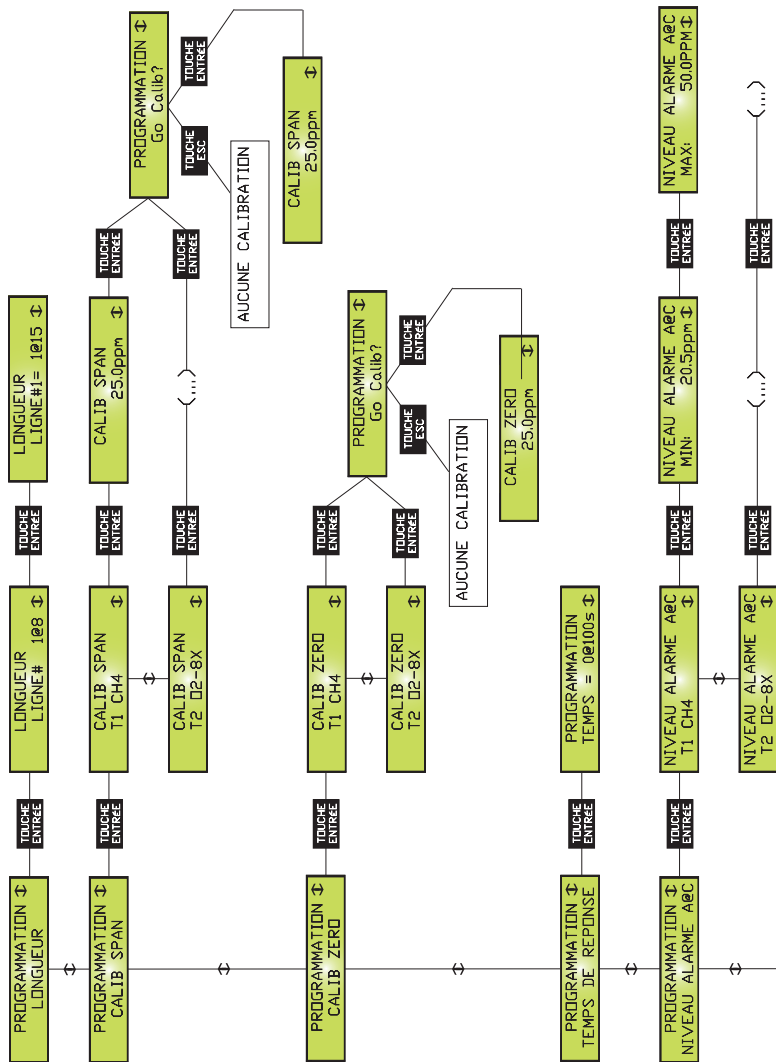 PROGRAMMATION
LONGUEUR
TOUCHE
ENTRÉE
LONGUEUR
LIGNE# 1@8
TOUCHE
ENTRÉE
LONGUEUR
LIGNE#1= 1@15
PROGRAMMATION
CALIB SPAN
TOUCHE
ENTRÉE
CALIB SPAN
T1 CH4
TOUCHE
ENTRÉE
CALIB SPAN
25.0ppm
TOUCHE
ENTRÉE
PROGRAMMATION
Go Calib?
CALIB SPAN
T2 O2-8X
TOUCHE
ENTRÉE
(...)
TOUCHE
ENTRÉE
TOUCHE
ESC
TOUCHE
ENTRÉE
AUCUNE CALIBRATION
CALIB SPAN
25.0ppm
PROGRAMMATION
CALIB ZERO
TOUCHE
ENTRÉE
CALIB ZERO
T1 CH4
TOUCHE
ENTRÉE
PROGRAMMATION
Go Calib?
CALIB ZERO
T2 O2-8X
TOUCHE
ENTRÉE
TOUCHE
ESC
TOUCHE
ENTRÉE
AUCUNE CALIBRATION
CALIB ZERO
25.0ppm
PROGRAMMATION
TEMPS DE REPONSE
TOUCHE
ENTRÉE
PROGRAMMATION
TEMPS = 0@100s
PROGRAMMATION
NIVEAU ALARME A@C
TOUCHE
ENTRÉE
NIVEAU ALARME A@C
T1 CH4
TOUCHE
ENTRÉE
NIVEAU ALARME A@C
MIN: 20.5ppm
TOUCHE
ENTRÉE
NIVEAU ALARME A@C
MAX: 50.0PPM
NIVEAU ALARME A@C
T2 O2-8X
TOUCHE
ENTRÉE
(...)
TOUCHE
ENTRÉE
(...)